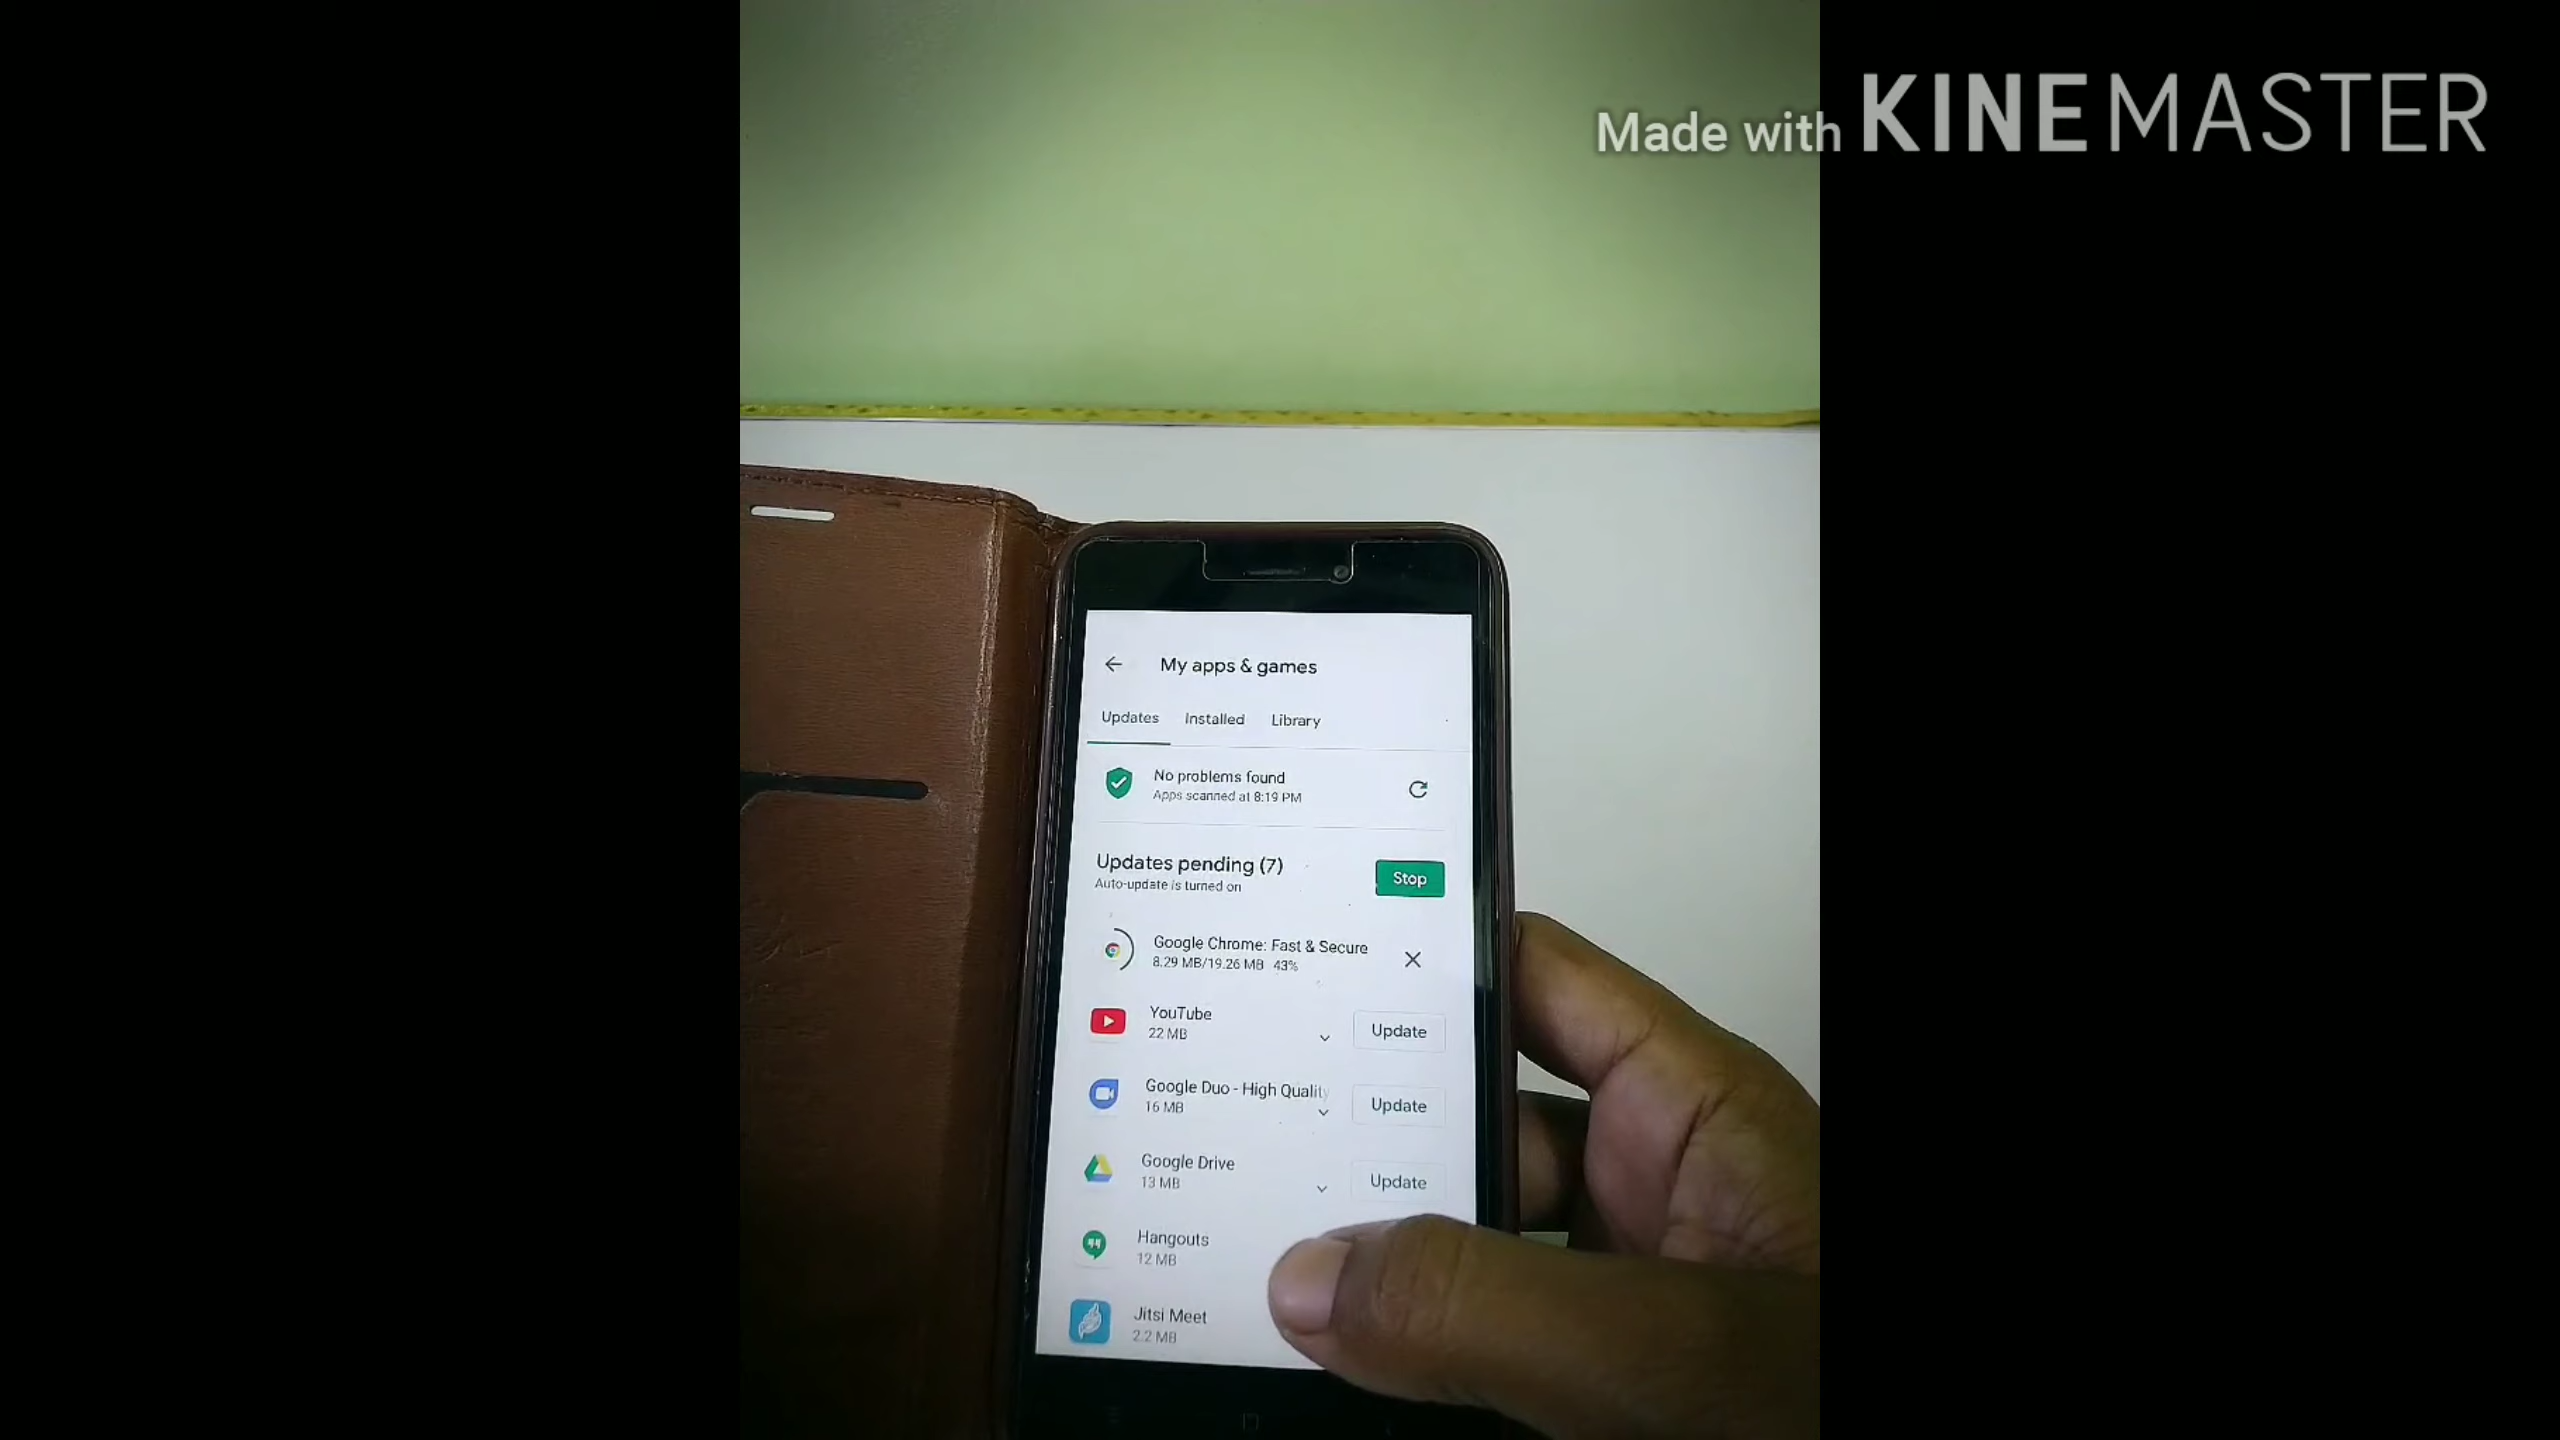 Made with KINEMASTER
My apps & games
Updates Installed Library
No problems found
Apps scanned at 8:19 PM
Updates pending (7)
Auto-update is turned on
Stop
Google Chrome: Fast & Secure
8.29 MB/19.26 MB 43%
YouTube
22 MB
Update
Google Duo - High Quality
16 MB
Update
Google Drive
13 MB
Update
Hangouts
12 MB
Jitsi Meet
2.2 MB